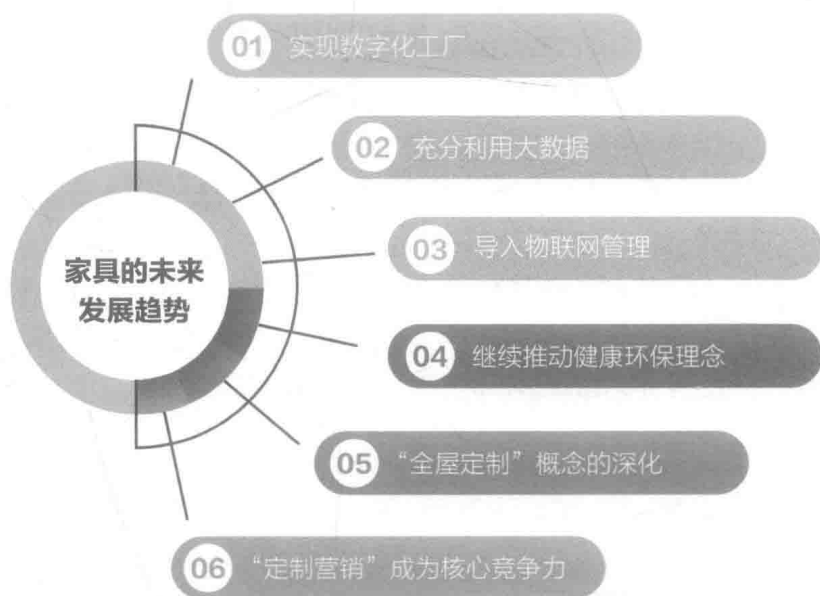 01 实现数字化工厂
02 充分利用大数据
03 导入物联网管理
家具的未来
发展趋势
04 继续推动健康环保理念
05 “全屋定制”概念的深化
06 “定制营销”成为核心竞争力